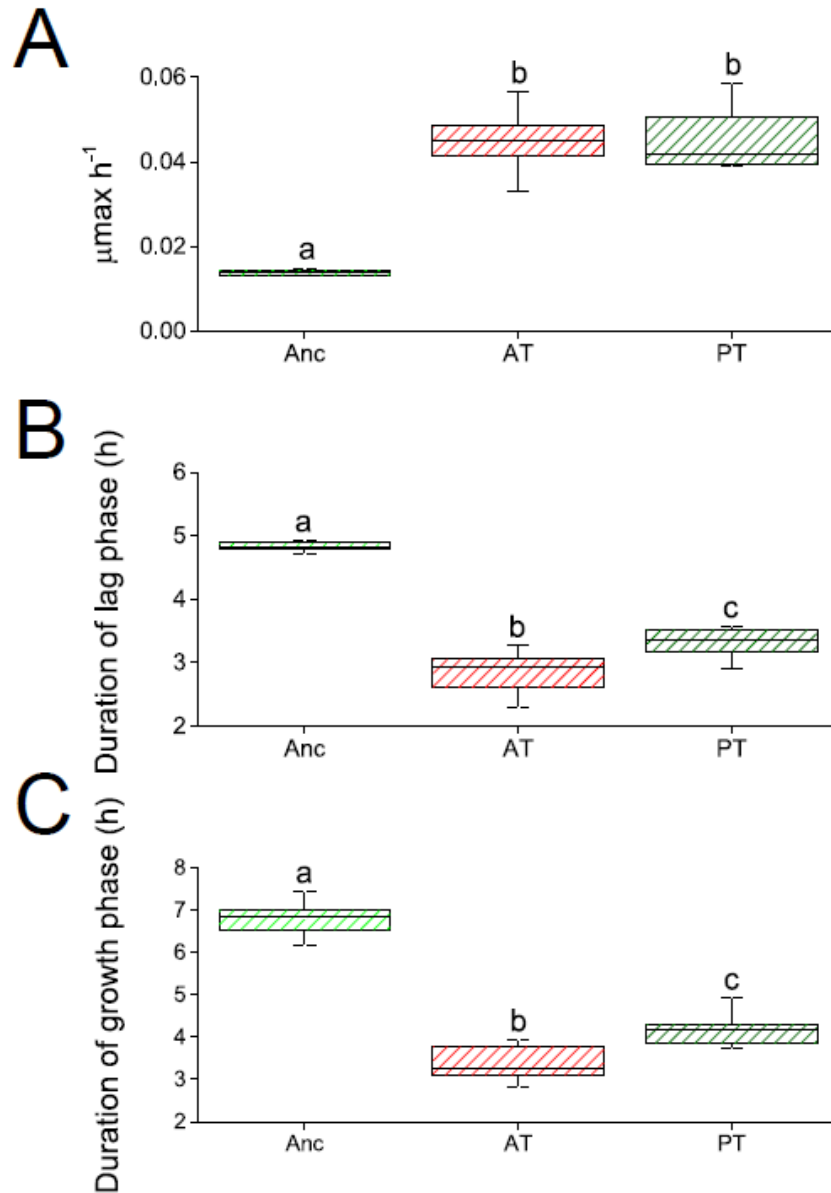 A
μmax h⁻¹
0.06
0.04
0.02
0.00
a
b
b
Anc AT PT
B
Duration of lag phase (h)
6
5
4
3
2
a
b
c
Anc AT PT
C
Duration of growth phase (h)
8
7
6
5
4
3
2
a
b
c
Anc AT PT